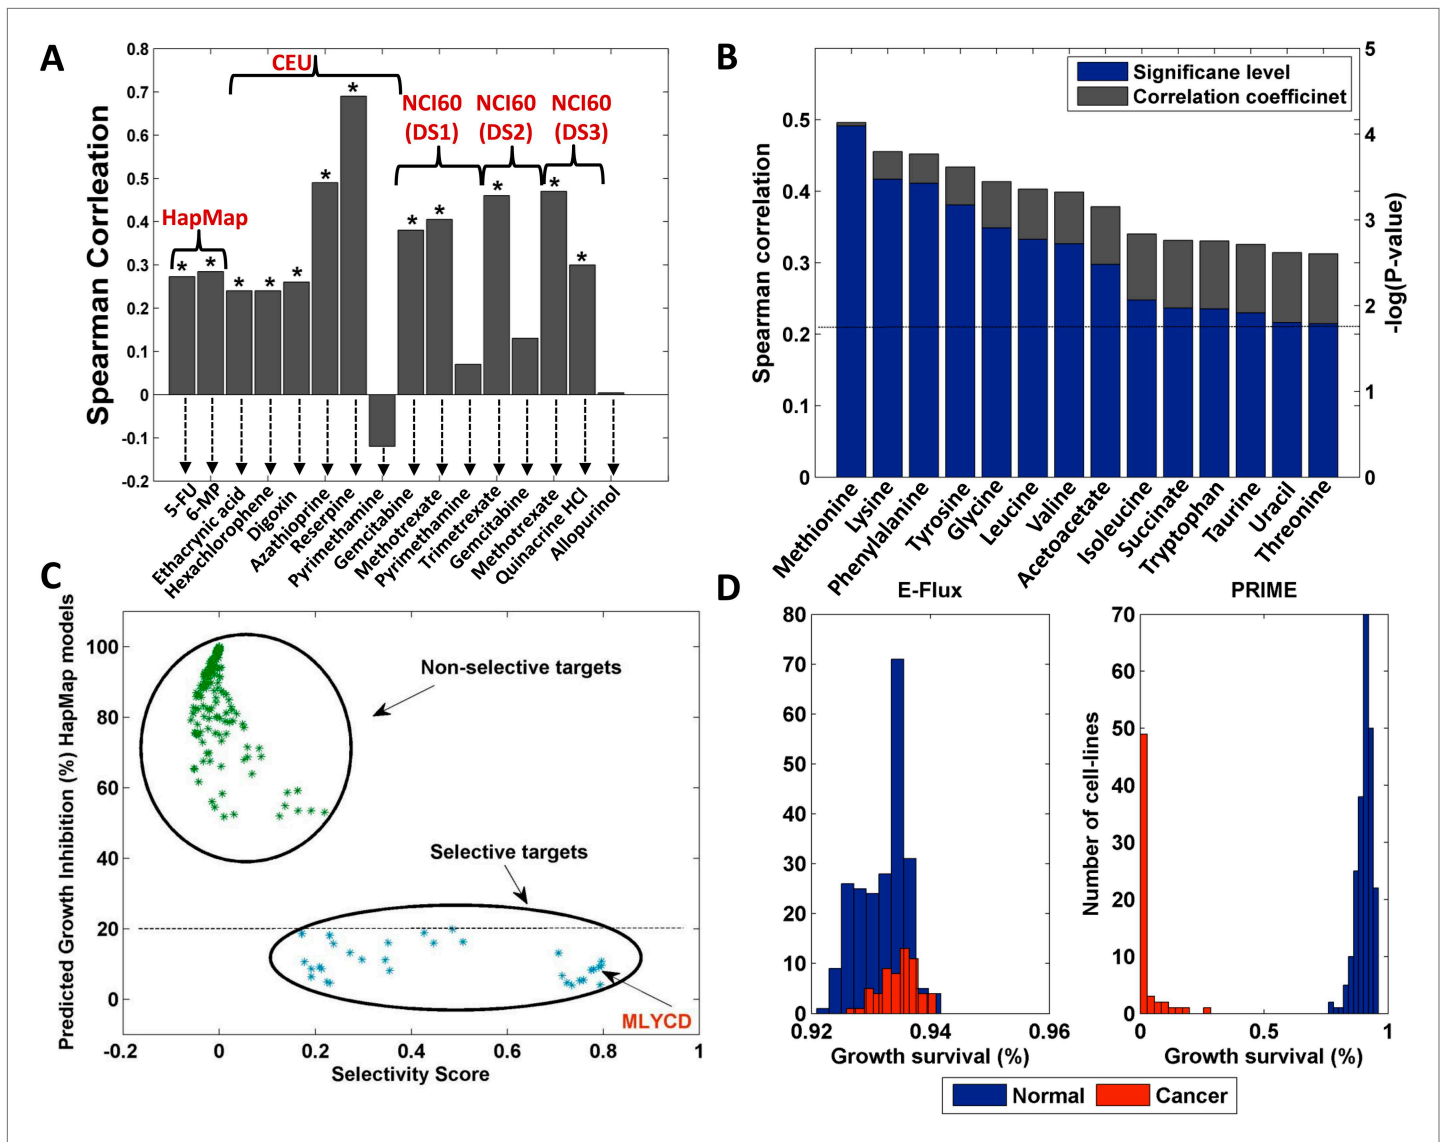 A
Spearman Corrleation
0.8
0.7
0.6
0.5
0.4
0.3
0.2
0.1
0
-0.1
-0.2
HapMap
CEU
NCI60
(DS1)
NCI60
(DS2)
NCI60
(DS3)
* * * * * * * * * * * *
5-FU
6-MP
Ethacrynic acid
Hexachlorophene
Digoxin
Azathioprine
Reserpine
Pyrimethamine
Gemcitabine
Methotrexate
Pyrimethamine
Trimetrexate
Gemcitabine
Methotrexate
Quinacrine HCl
Allopurinol
B
Spearman correlation
0.5
0.4
0.3
0.2
0.1
0
Significane level
Correlation coefficinet
5
4
3
2
1
0
-log(P-value)
Methionine
Lysine
Phenylalanine
Tyrosine
Glycine
Leucine
Valine
Acetoacetate
Isoleucine
Succinate
Tryptophan
Taurine
Uracil
Threonine
C
Predicted Growth Inhibition (%) HapMap models
100
80
60
40
20
0
Non-selective targets
Selective targets
MLYCD
-0.2 0 0.2 0.4 0.6 0.8 1
Selectivity Score
D
E-Flux
80
70
60
50
40
30
20
10
0
0.92 0.94 0.96
Growth survival (%)
PRIME
Number of cell-lines
70
60
50
40
30
20
10
0
0 0.5 1
Growth survival (%)
Normal Cancer